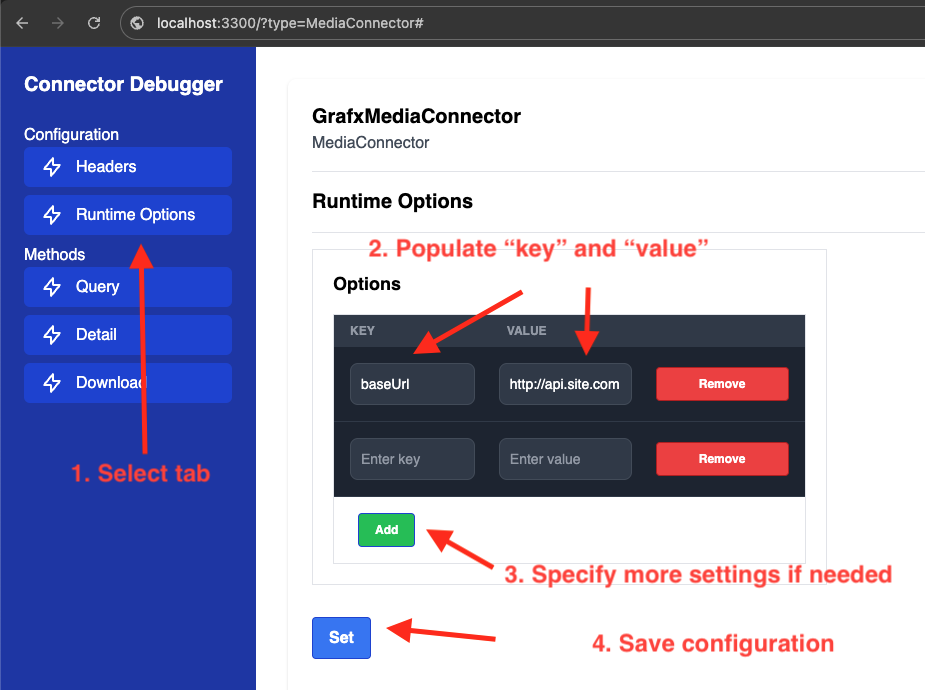 localhost:3300/?type=MediaConnector#
Connector Debugger
Configuration
Headers
Runtime Options
Methods
Query
Detail
Download
1. Select tab
GrafxMediaConnector
MediaConnector
Runtime Options
2. Populate “key” and “value”
Options
KEY VALUE
baseUrl http://api.site.com Remove
Enter key Enter value Remove
Add
3. Specify more settings if needed
Set
4. Save configuration